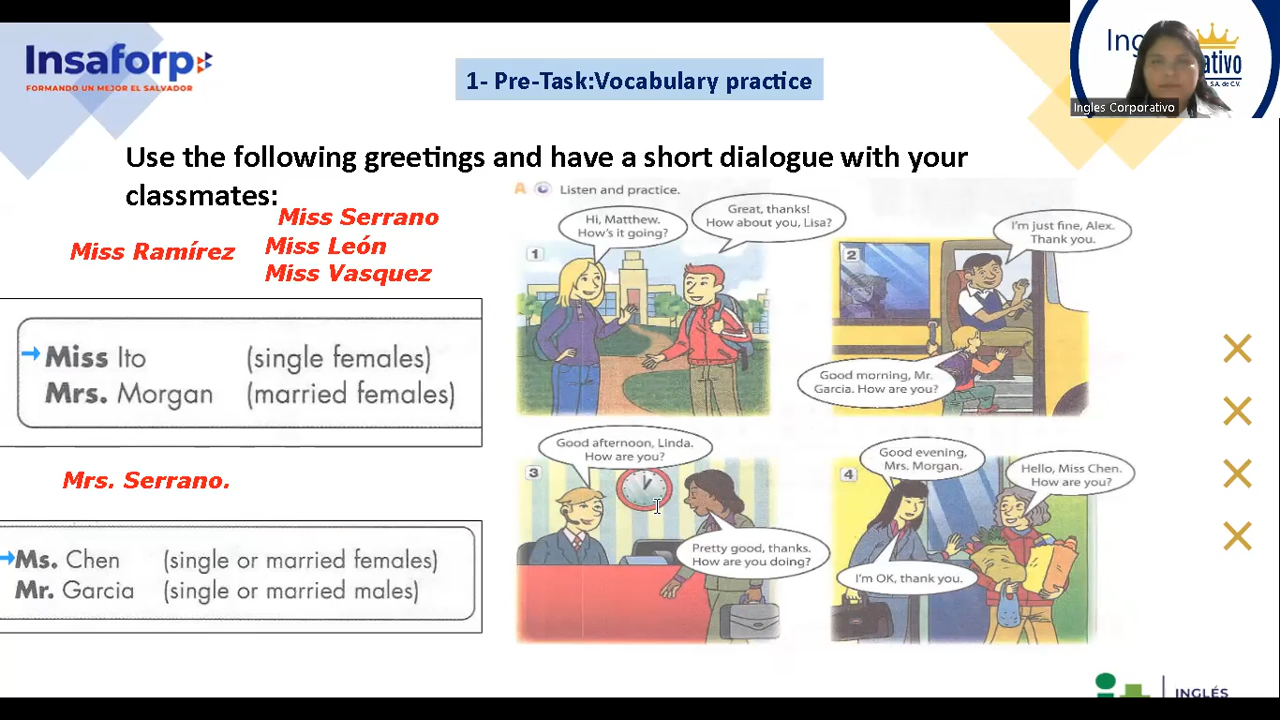 Insaforp
FORMANDO UN MEJOR EL SALVADOR
1- Pre-Task:Vocabulary practice
Ingles Corporativo
Use the following greetings and have a short dialogue with your
classmates:
Miss Serrano
Miss Ramírez
Miss León
Miss Vasquez
Miss Ito (single females)
Mrs. Morgan (married females)
Mrs. Serrano.
Ms. Chen (single or married females)
Mr. Garcia (single or married males)
A Listen and practice.
1
Hi, Matthew.
How's it going?
Great, thanks!
How about you, Lisa?
2
I'm just fine, Alex.
Thank you.
Good morning, Mr.
Garcia. How are you?
3
Good afternoon, Linda.
How are you?
Pretty good, thanks.
How are you doing?
4
Good evening,
Mrs. Morgan.
Hello, Miss Chen.
How are you?
I'm OK, thank you.
INGLÉS